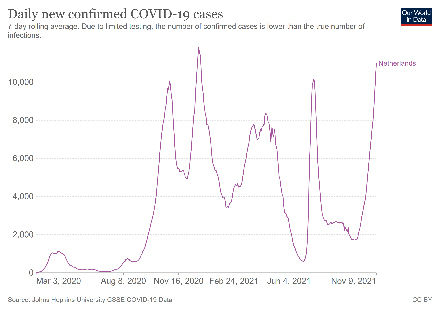 Daily new confirmed COVID-19 cases
7-day rolling average. Due to limited testing, the number of confirmed cases is lower than the true number of
infections.
Our World
in Data
Netherlands
10,000
8,000
6,000
4,000
2,000
0
Mar 3, 2020 Aug 8, 2020 Nov 16, 2020 Feb 24, 2021 Jun 4, 2021 Nov 9, 2021
Source: Johns Hopkins University CSSE COVID-19 Data
CC BY